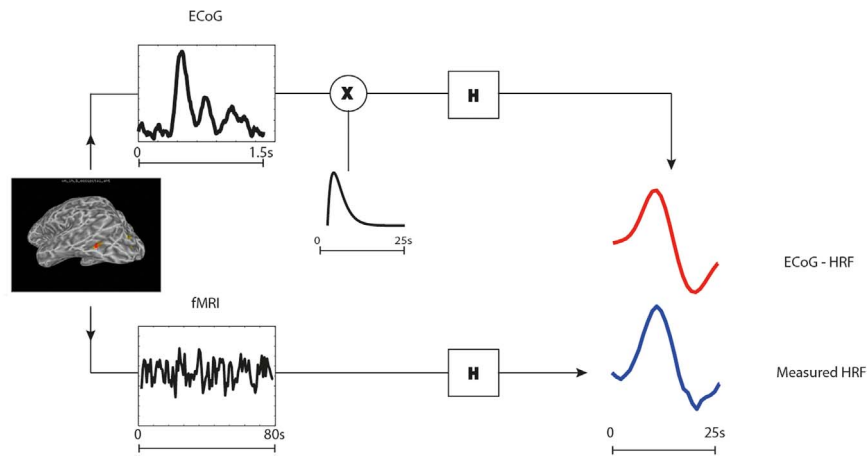 ECoG
X
H
0 1.5s
0 25s
ECoG - HRF
fMRI
H
Measured HRF
0 80s
0 25s